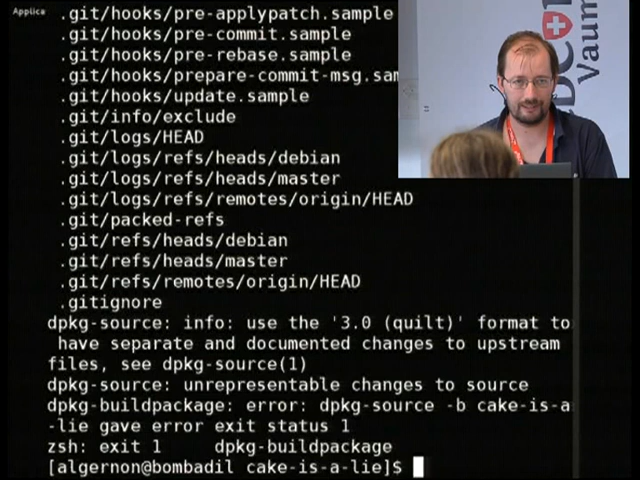 Applica
.git/hooks/pre-applypatch.sample
.git/hooks/pre-commit.sample
.git/hooks/pre-rebase.sample
.git/hooks/prepare-commit-msg.sam
.git/hooks/update.sample
.git/info/exclude
.git/logs/HEAD
.git/logs/refs/heads/debian
.git/logs/refs/heads/master
.git/logs/refs/remotes/origin/HEAD
.git/packed-refs
.git/refs/heads/debian
.git/refs/heads/master
.git/refs/remotes/origin/HEAD
.gitignore
dpkg-source: info: use the '3.0 (quilt)' format to
have separate and documented changes to upstream
files, see dpkg-source(1)
dpkg-source: unrepresentable changes to source
dpkg-buildpackage: error: dpkg-source -b cake-is-a
-lie gave error exit status 1
zsh: exit 1 dpkg-buildpackage
[algernon@bombadil cake-is-a-lie]$
Vaum